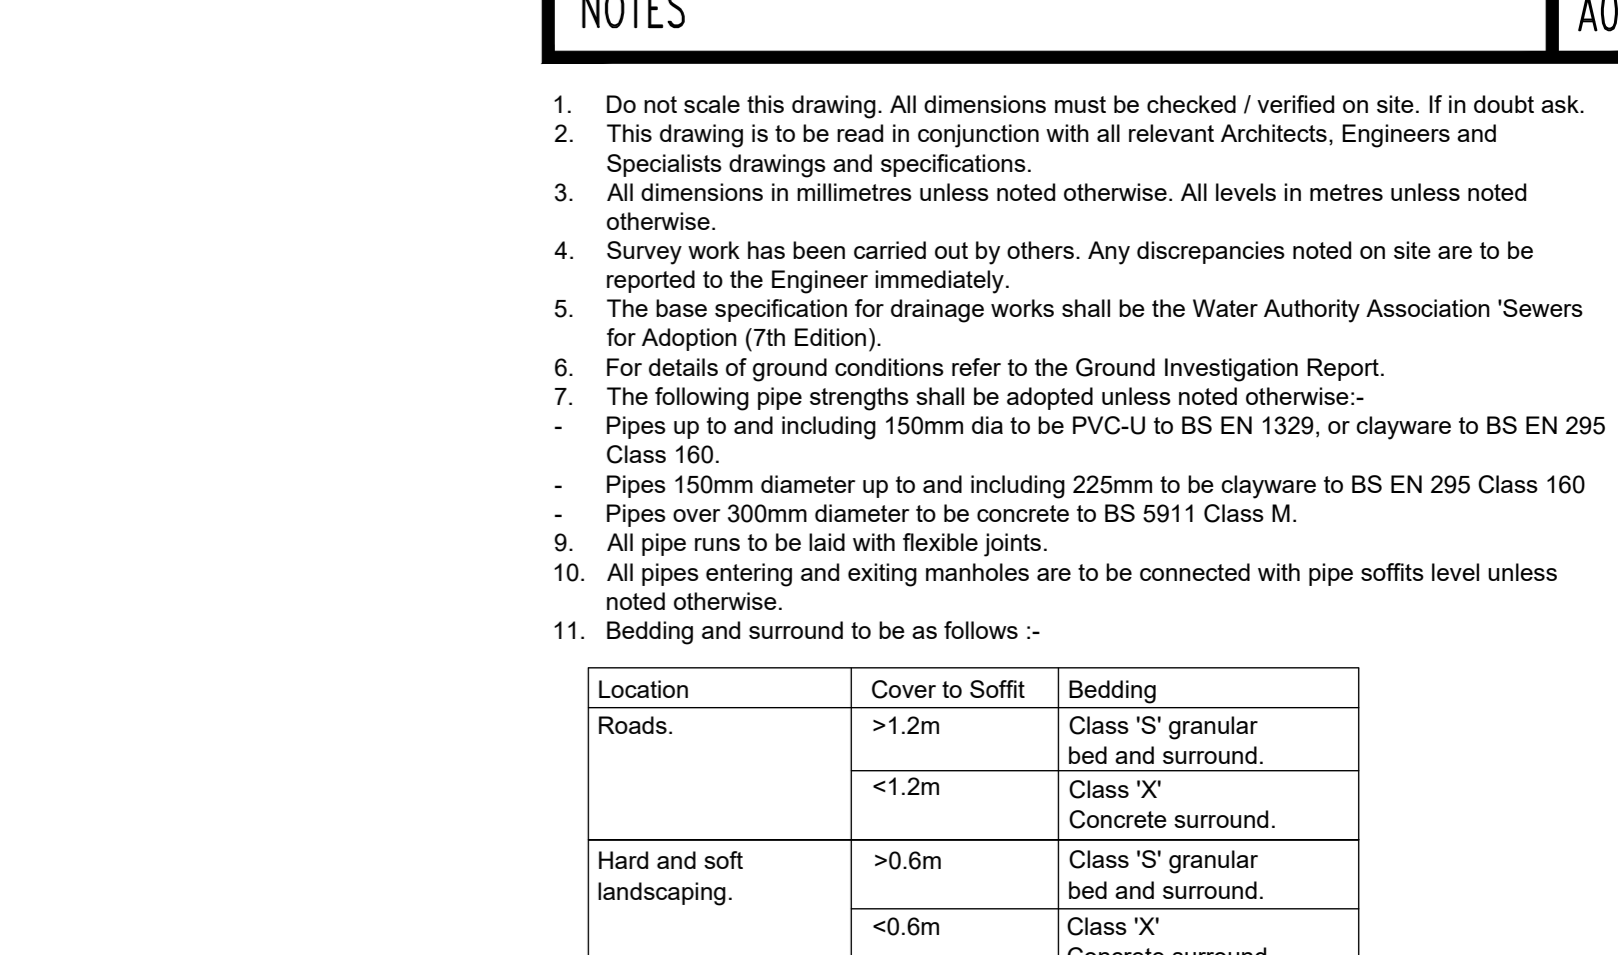 NOTES
1. Do not scale this drawing. All dimensions must be checked / verified on site. If in doubt ask.
2. This drawing is to be read in conjunction with all relevant Architects, Engineers and
Specialists drawings and specifications.
3. All dimensions in millimetres unless noted otherwise. All levels in metres unless noted
otherwise.
4. Survey work has been carried out by others. Any discrepancies noted on site are to be
reported to the Engineer immediately.
5. The base specification for drainage works shall be the Water Authority Association 'Sewers
for Adoption (7th Edition).
6. For details of ground conditions refer to the Ground Investigation Report.
7. The following pipe strengths shall be adopted unless noted otherwise:-
- Pipes up to and including 150mm dia to be PVC-U to BS EN 1329, or clayware to BS EN 295
Class 160.
- Pipes 150mm diameter up to and including 225mm to be clayware to BS EN 295 Class 160
- Pipes over 300mm diameter to be concrete to BS 5911 Class M.
9. All pipe runs to be laid with flexible joints.
10. All pipes entering and exiting manholes are to be connected with pipe soffits level unless
noted otherwise.
11. Bedding and surround to be as follows :-
Location Cover to Soffit Bedding
Roads. >1.2m Class 'S' granular
bed and surround.
<1.2m Class 'X'
Concrete surround.
Hard and soft >0.6m Class 'S' granular
landscaping. bed and surround.
<0.6m Class 'X'
Concrete surround